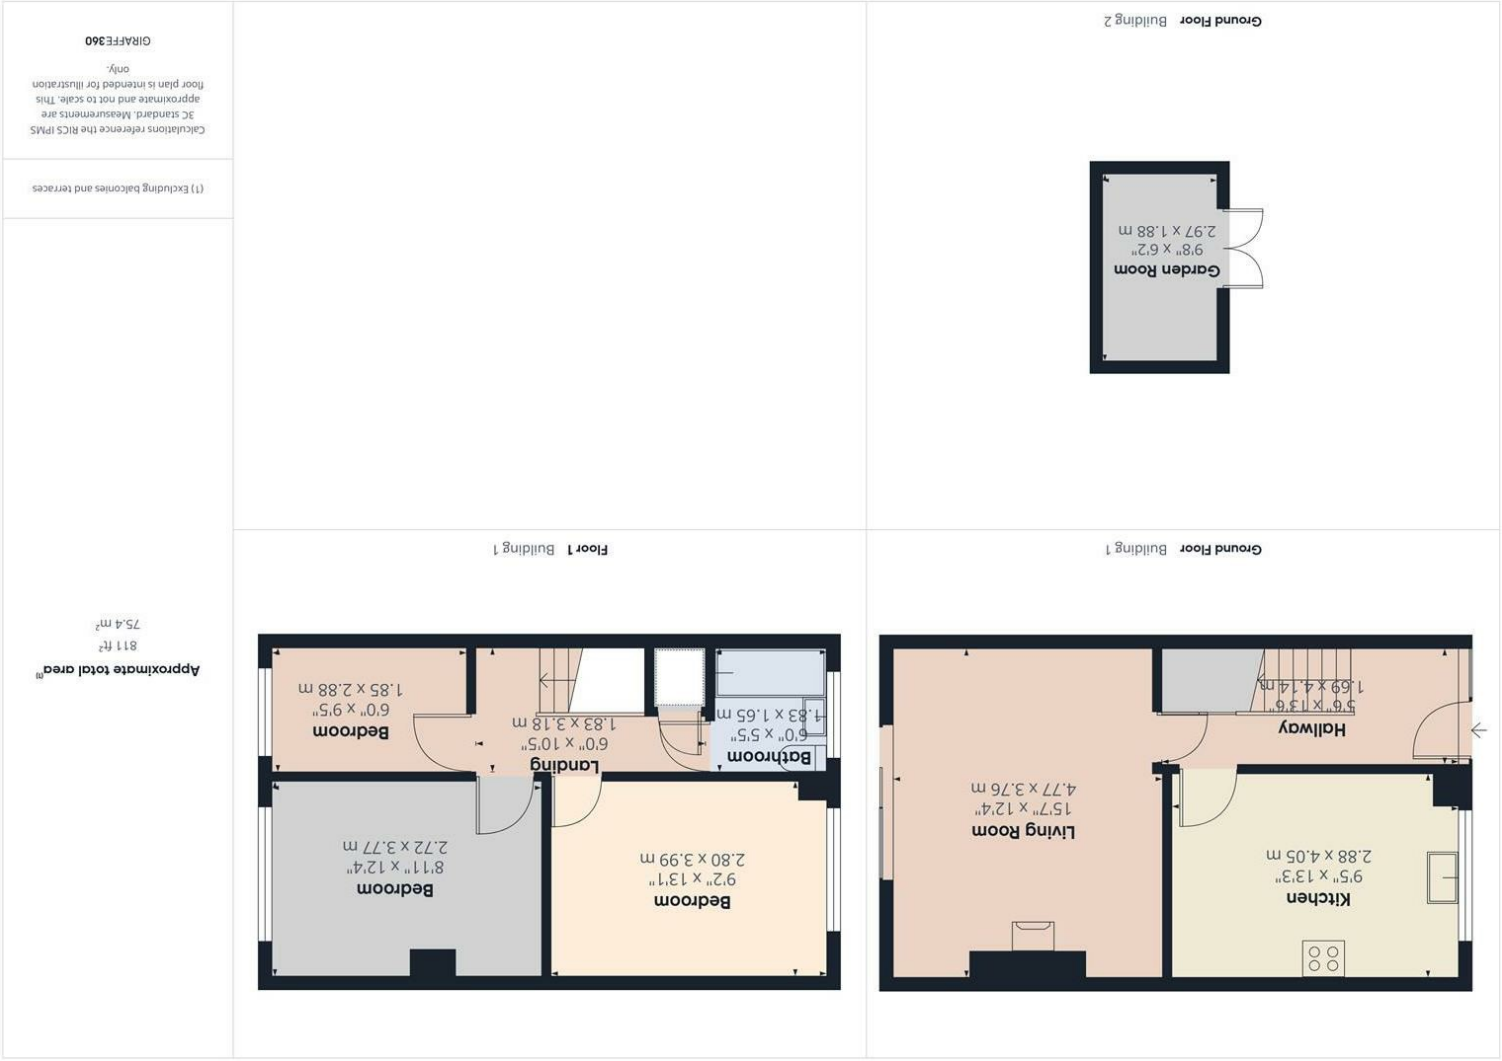 Ground Floor Building 1
Kitchen
9'5" x 13'3"
2.88 x 4.05 m
Living Room
15'7" x 12'4"
4.77 x 3.76 m
Hallway
5'6" x 13'6"
1.69 x 4.14 m
Floor 1 Building 1
Bedroom
9'2" x 13'1"
2.80 x 3.99 m
Bedroom
8'11" x 12'4"
2.72 x 3.77 m
Bathroom
6'0" x 5'5"
1.83 x 1.65 m
Landing
6'0" x 10'5"
1.83 x 3.18 m
Bedroom
6'0" x 9'5"
1.85 x 2.88 m
Ground Floor Building 2
Garden Room
9'8" x 6'2"
2.97 x 1.88 m
Approximate total area⁽¹⁾
811 ft²
75.4 m²
(1) Excluding balconies and terraces
Calculations reference the RICS IPMS
3C standard. Measurements are
approximate and not to scale. This
floor plan is intended for illustration
only.
GIRAFFE360